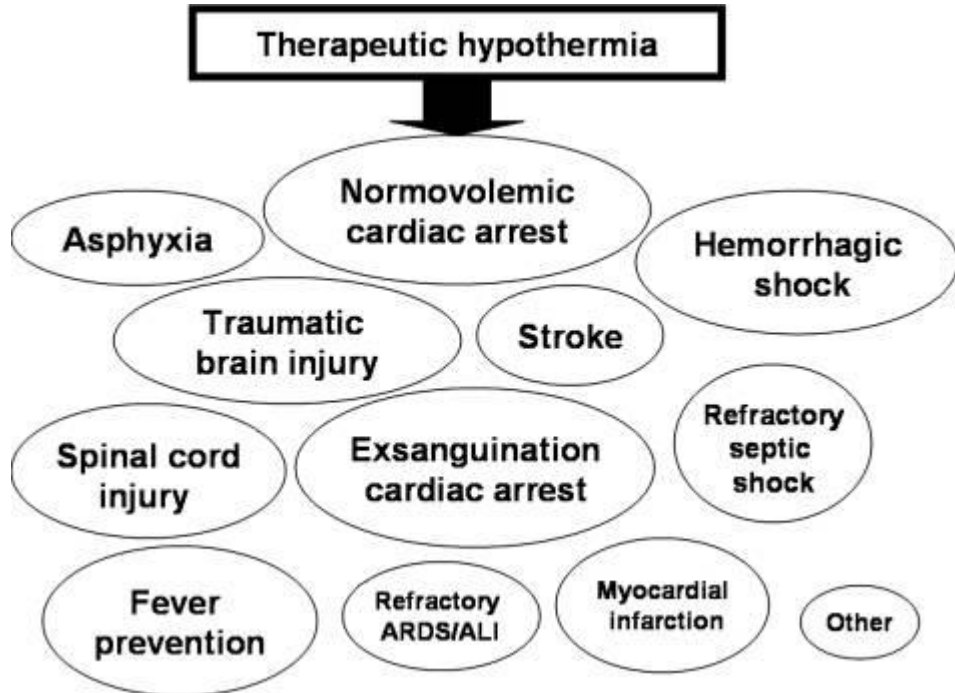 Therapeutic hypothermia
Normovolemic
cardiac arrest
Asphyxia
Hemorrhagic
shock
Traumatic
brain injury
Stroke
Refractory
septic
shock
Spinal cord
injury
Exsanguination
cardiac arrest
Fever
prevention
Refractory
ARDS/ALI
Myocardial
infarction
Other